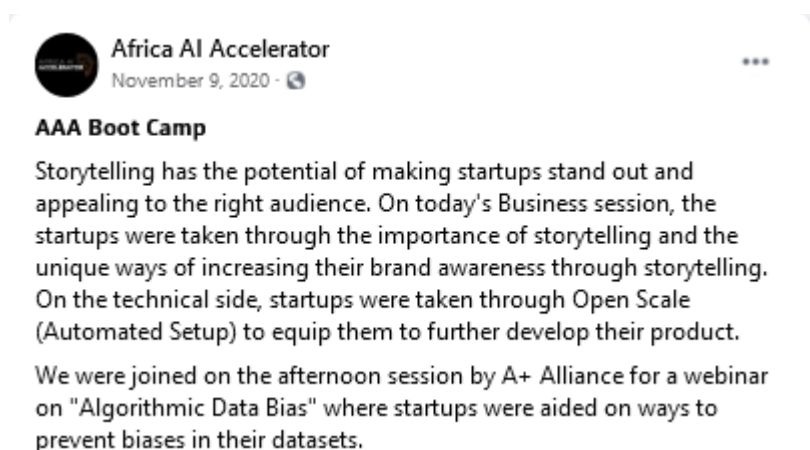 Africa AI Accelerator
November 9, 2020 ·
AAA Boot Camp
Storytelling has the potential of making startups stand out and
appealing to the right audience. On today's Business session, the
startups were taken through the importance of storytelling and the
unique ways of increasing their brand awareness through storytelling.
On the technical side, startups were taken through Open Scale
(Automated Setup) to equip them to further develop their product.
We were joined on the afternoon session by A+ Alliance for a webinar
on "Algorithmic Data Bias" where startups were aided on ways to
prevent biases in their datasets.